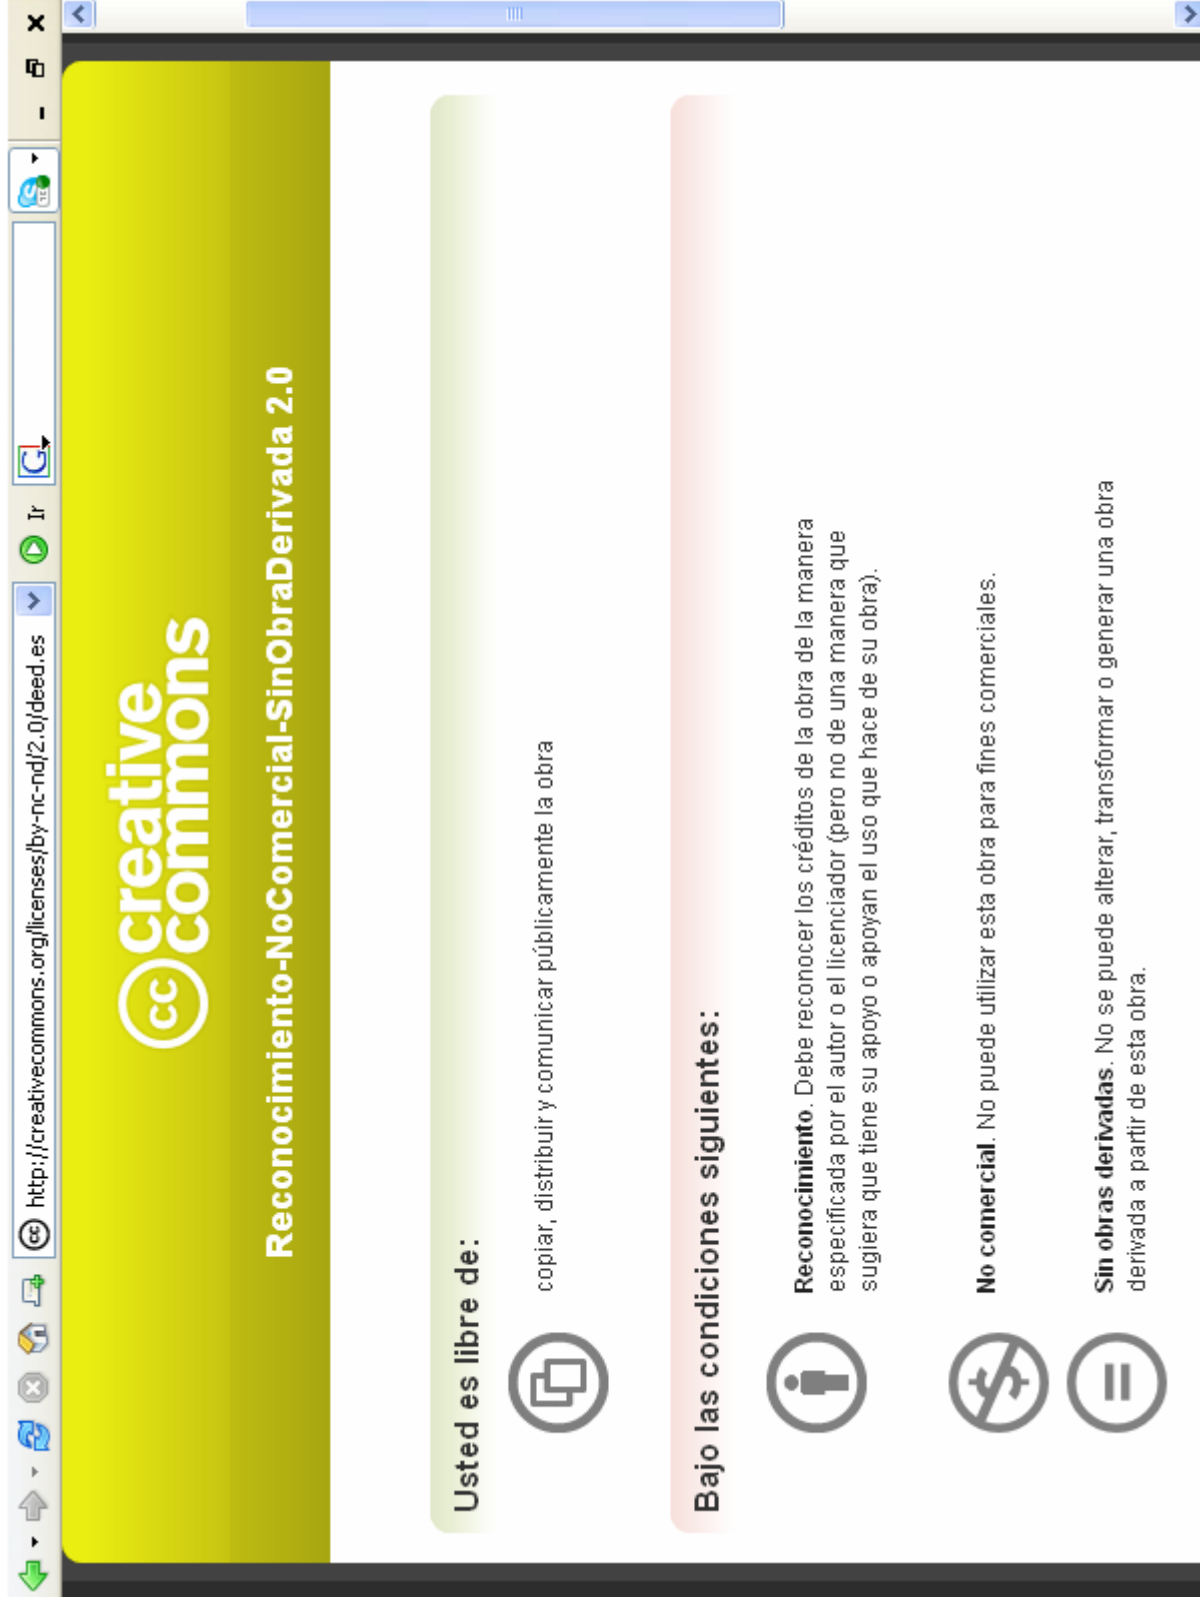 http://creativecommons.org/licenses/by-nc-nd/2.0/deed.es
Ir
G
cc creative
commons
Reconocimiento-NoComercial-SinObraDerivada 2.0
Usted es libre de:
copiar, distribuir y comunicar públicamente la obra
Bajo las condiciones siguientes:
Reconocimiento. Debe reconocer los créditos de la obra de la manera
especificada por el autor o el licenciador (pero no de una manera que
sugiera que tiene su apoyo o apoyan el uso que hace de su obra).
No comercial. No puede utilizar esta obra para fines comerciales.
Sin obras derivadas. No se puede alterar, transformar o generar una obra
derivada a partir de esta obra.